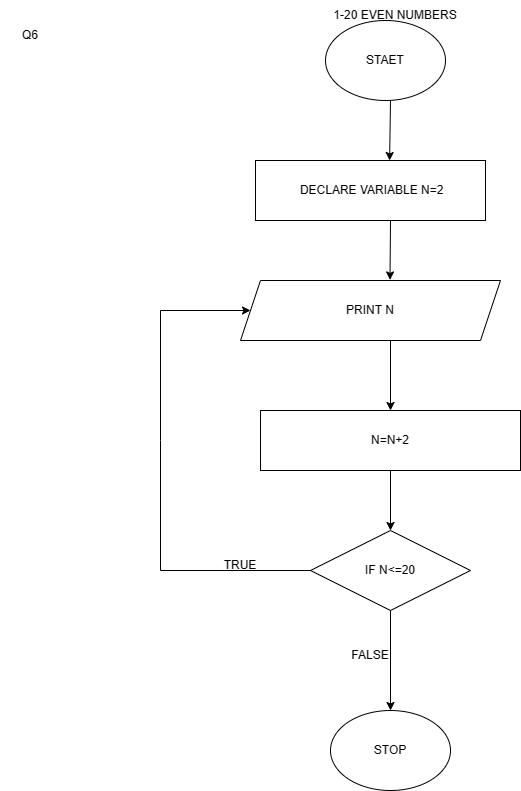 1-20 EVEN NUMBERS
Q6
STAET
DECLARE VARIABLE N=2
PRINT N
N=N+2
IF N<=20
TRUE
FALSE
STOP